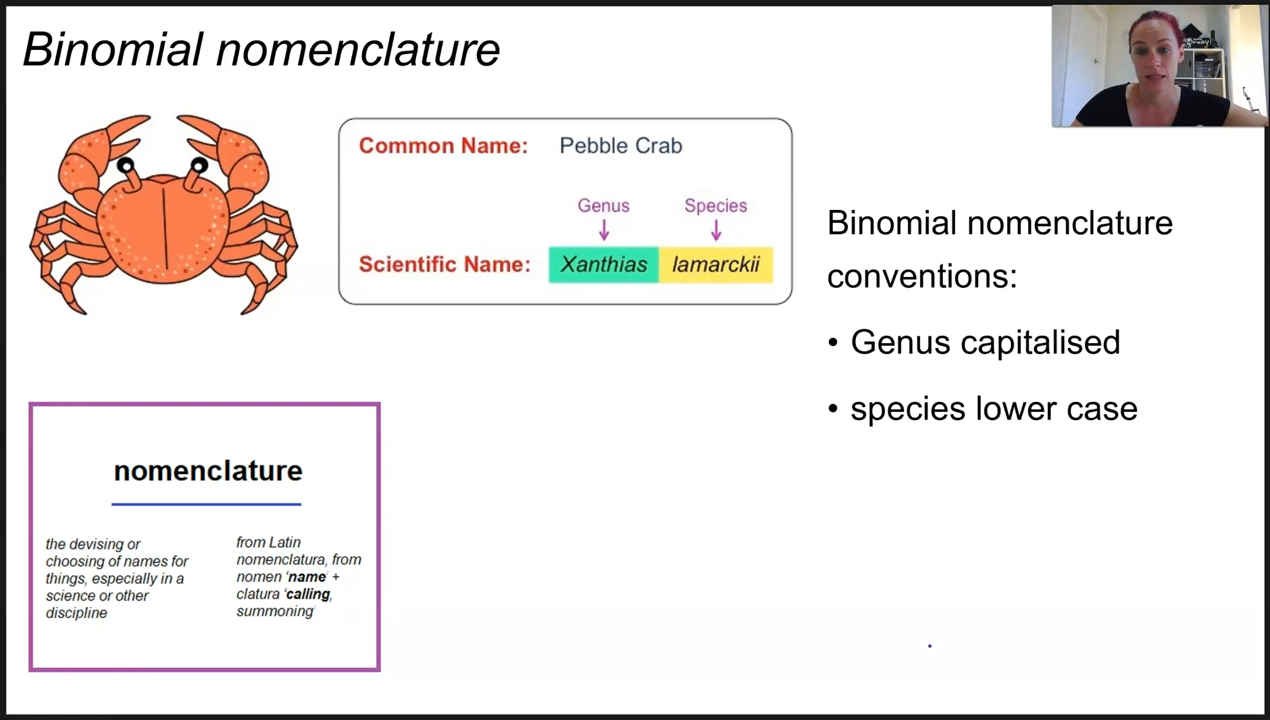 Binomial nomenclature
Common Name: Pebble Crab
Genus Species
Scientific Name: Xanthias lamarckii
Binomial nomenclature
conventions:
• Genus capitalised
• species lower case
nomenclature
the devising or
choosing of names for
things, especially in a
science or other
discipline
from Latin
nomenclatura, from
nomen ‘name’ +
clatura ‘calling,
summoning’